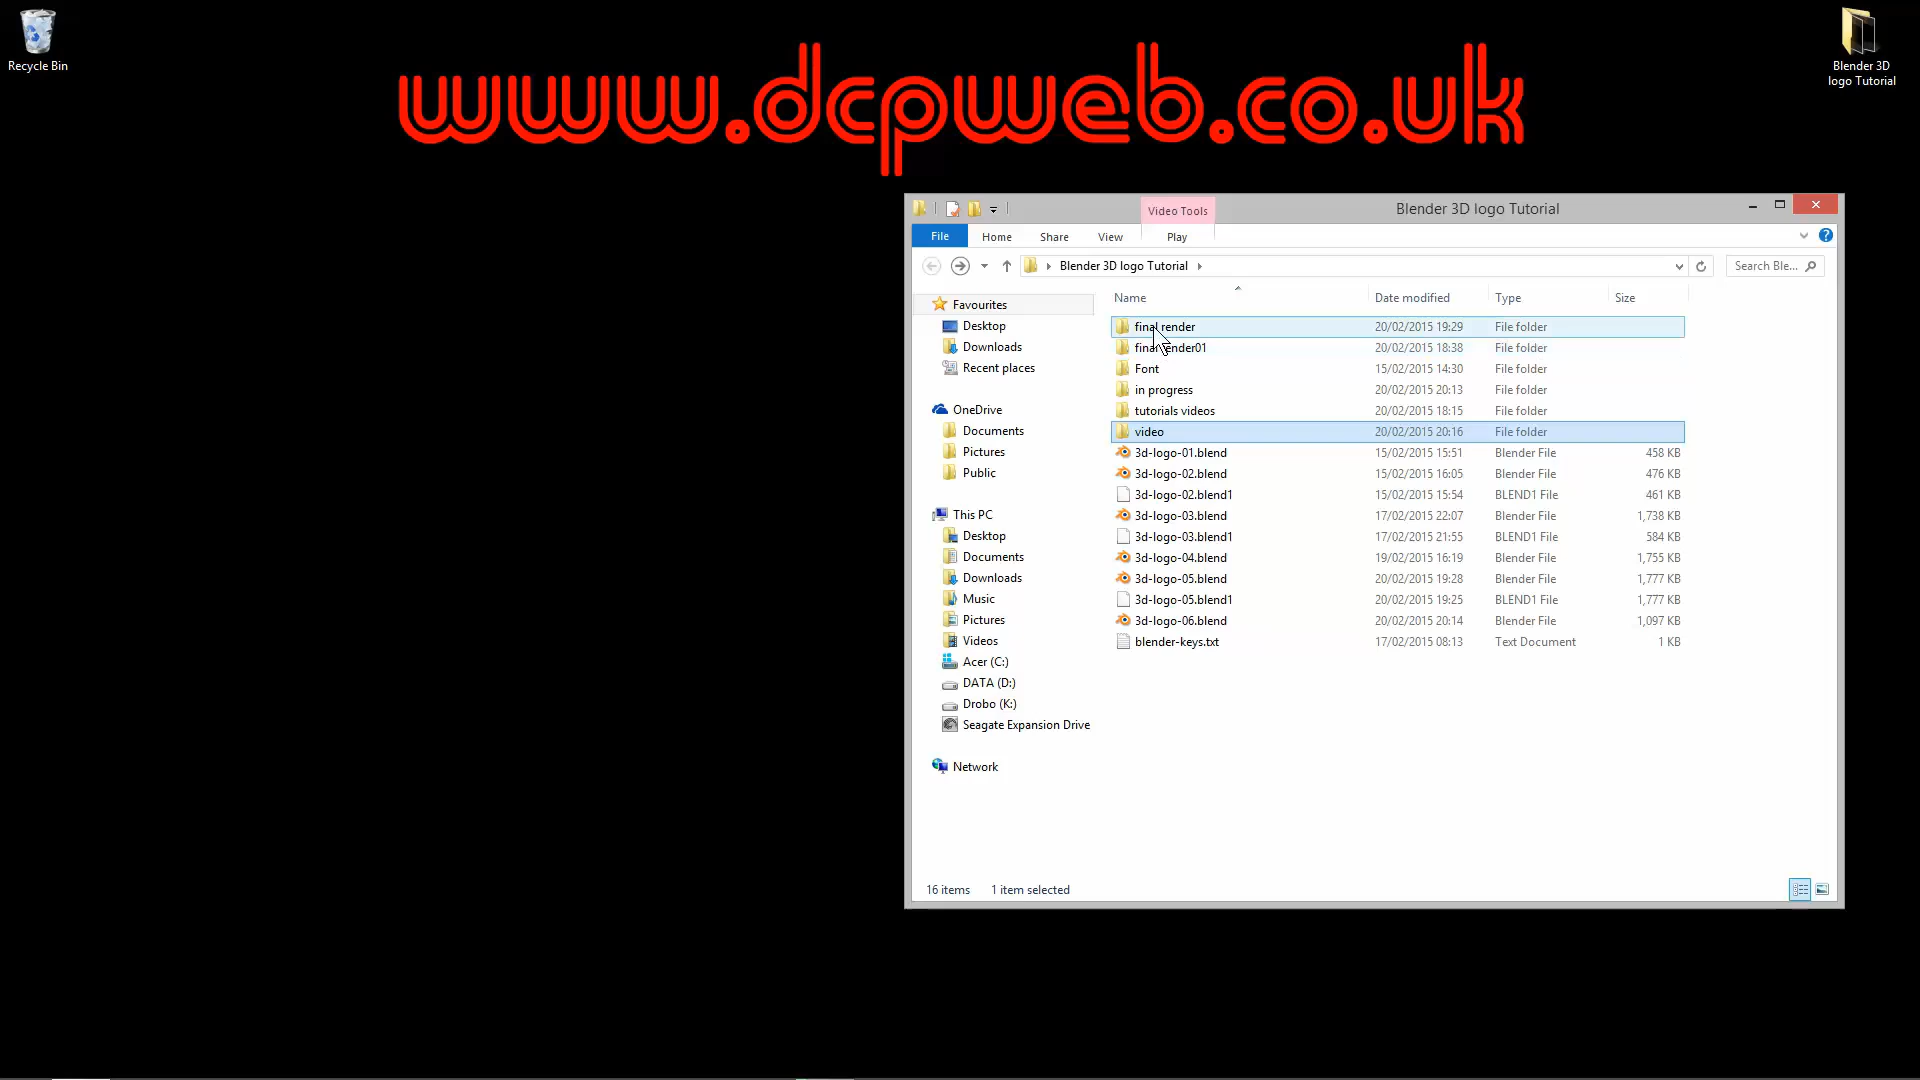 Recycle Bin
www.dcpweb.co.uk
Blender 3D
logo Tutorial
Video Tools
Blender 3D logo Tutorial
File Home Share View Play
Blender 3D logo Tutorial
Search Ble...
Favourites
Desktop
Downloads
Recent places
OneDrive
Documents
Pictures
Public
This PC
Desktop
Documents
Downloads
Music
Pictures
Videos
Acer (C:)
DATA (D:)
Drobo (K:)
Seagate Expansion Drive
Network
Name Date modified Type Size
final render 20/02/2015 19:29 File folder
20/02/2015 18:38 File folder
Font 15/02/2015 14:30 File folder
in progress 20/02/2015 20:13 File folder
tutorials videos 20/02/2015 18:15 File folder
video 20/02/2015 20:16 File folder
3d-logo-01.blend 15/02/2015 15:51 Blender File 458 KB
3d-logo-02.blend 15/02/2015 16:05 Blender File 476 KB
3d-logo-02.blend1 15/02/2015 15:54 BLEND1 File 461 KB
3d-logo-03.blend 17/02/2015 22:07 Blender File 1,738 KB
3d-logo-03.blend1 17/02/2015 21:55 BLEND1 File 584 KB
3d-logo-04.blend 19/02/2015 16:19 Blender File 1,755 KB
3d-logo-05.blend 20/02/2015 19:28 Blender File 1,777 KB
3d-logo-05.blend1 20/02/2015 19:25 BLEND1 File 1,777 KB
3d-logo-06.blend 20/02/2015 20:14 Blender File 1,097 KB
blender-keys.txt 17/02/2015 08:13 Text Document 1 KB
16 items 1 item selected